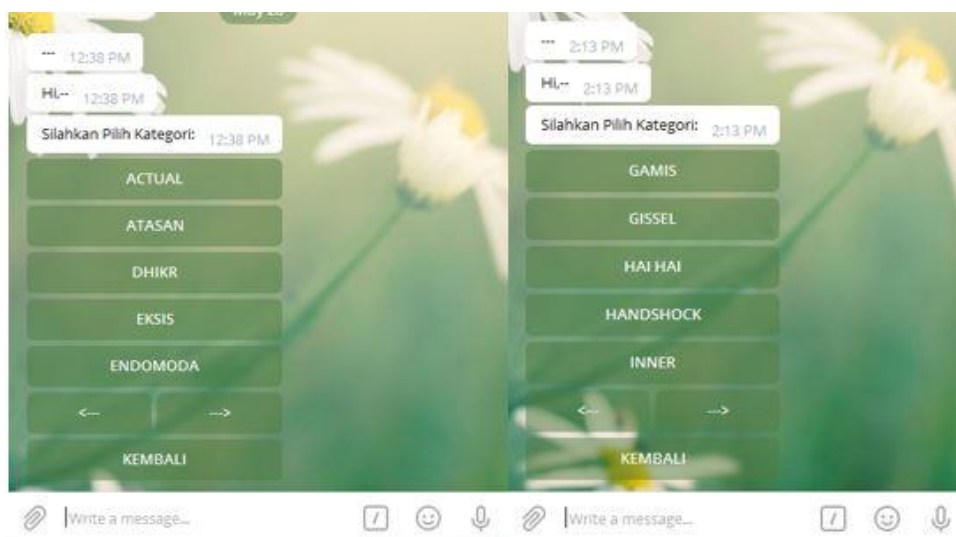 --- 12:38 PM
Hi,-- 12:38 PM
Silahkan Pilih Kategori: 12:38 PM
ACTUAL
ATASAN
DHIKR
EKSIS
ENDOMODA
<--- --->
KEMBALI
Write a message...
--- 2:13 PM
Hi,-- 2:13 PM
Silahkan Pilih Kategori: 2:13 PM
GAMIS
GISSEL
HAI HAI
HANDSHOCK
INNER
<--- --->
KEMBALI
Write a message...